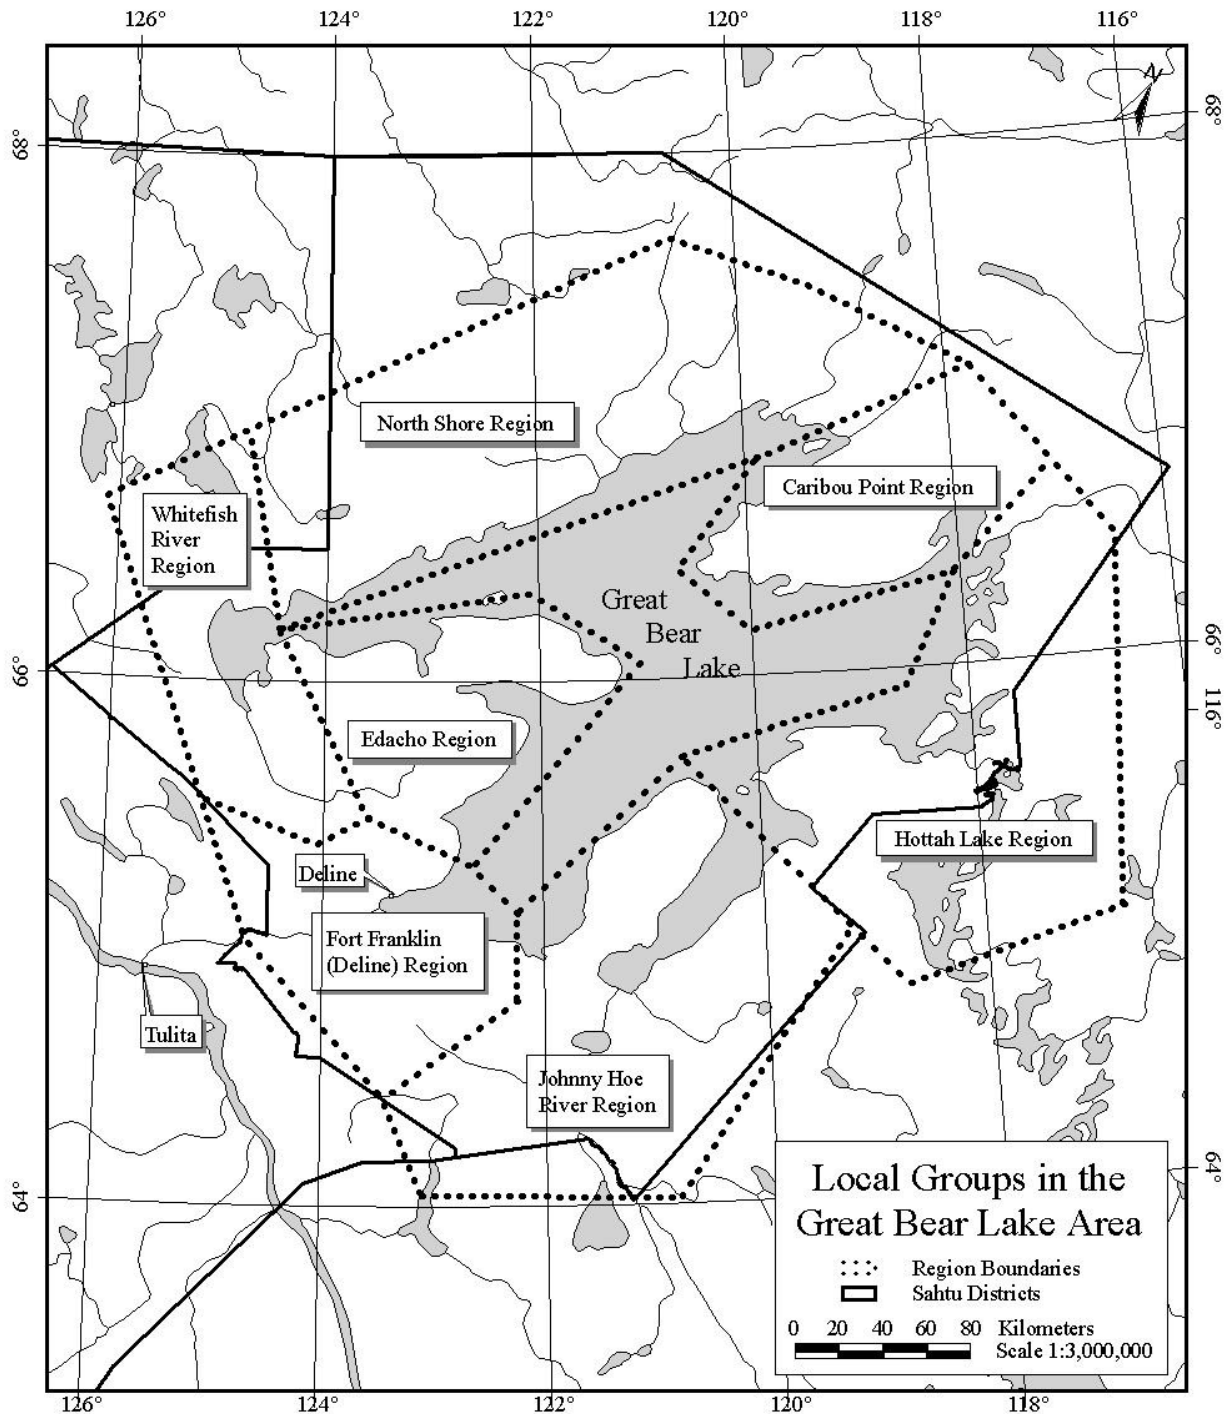 126°
124°
122°
120°
118°
116°
N
68°
68°
North Shore Region
Caribou Point Region
Whitefish
River
Region
Great
Bear
Lake
66°
66°
116°
Edacho Region
Hottah Lake Region
Deline
Fort Franklin
(Deline) Region
Tulita
Johnny Hoe
River Region
64°
64°
Local Groups in the
Great Bear Lake Area
Region Boundaries
Sahtu Districts
0 20 40 60 80 Kilometers
Scale 1:3,000,000
126°
124°
122°
120°
118°